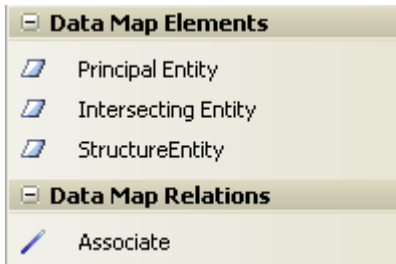 Data Map Elements
Principal Entity
Intersecting Entity
StructureEntity
Data Map Relations
Associate